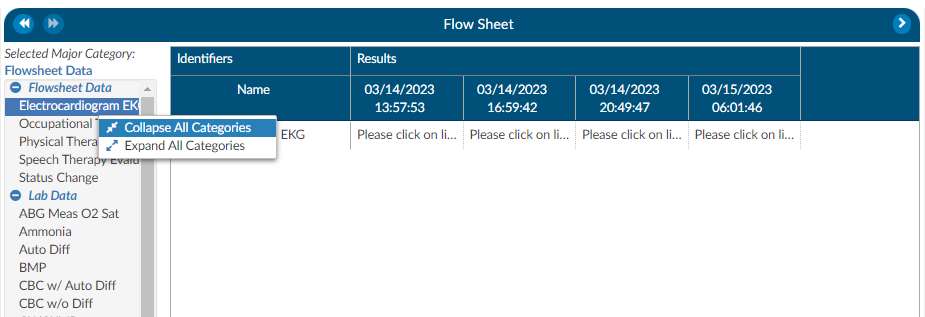 Flow Sheet
Selected Major Category:
Flowsheet Data
Flowsheet Data
Electrocardiogram EK
Occupational
Physical Thera
Speech Therapy Evalu
Status Change
Lab Data
ABG Meas O2 Sat
Ammonia
Auto Diff
BMP
CBC w/ Auto Diff
CBC w/o Diff
Collapse All Categories
Expand All Categories
Identifiers Results
Name 03/14/2023 03/14/2023 03/14/2023 03/15/2023
13:57:53 16:59:42 20:49:47 06:01:46
EKG Please click on li... Please click on li... Please click on li... Please click on li...